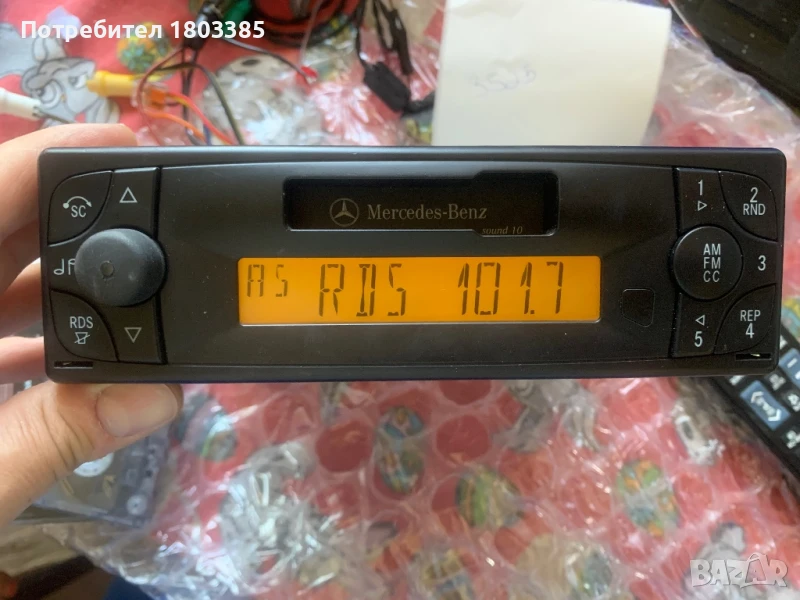 Потребител 1803385
SC
RDS
Mercedes-Benz
sound 10
AS RDS 101.7
1
2
RND
AM
FM
CC
3
5
REP
4
BAZAR